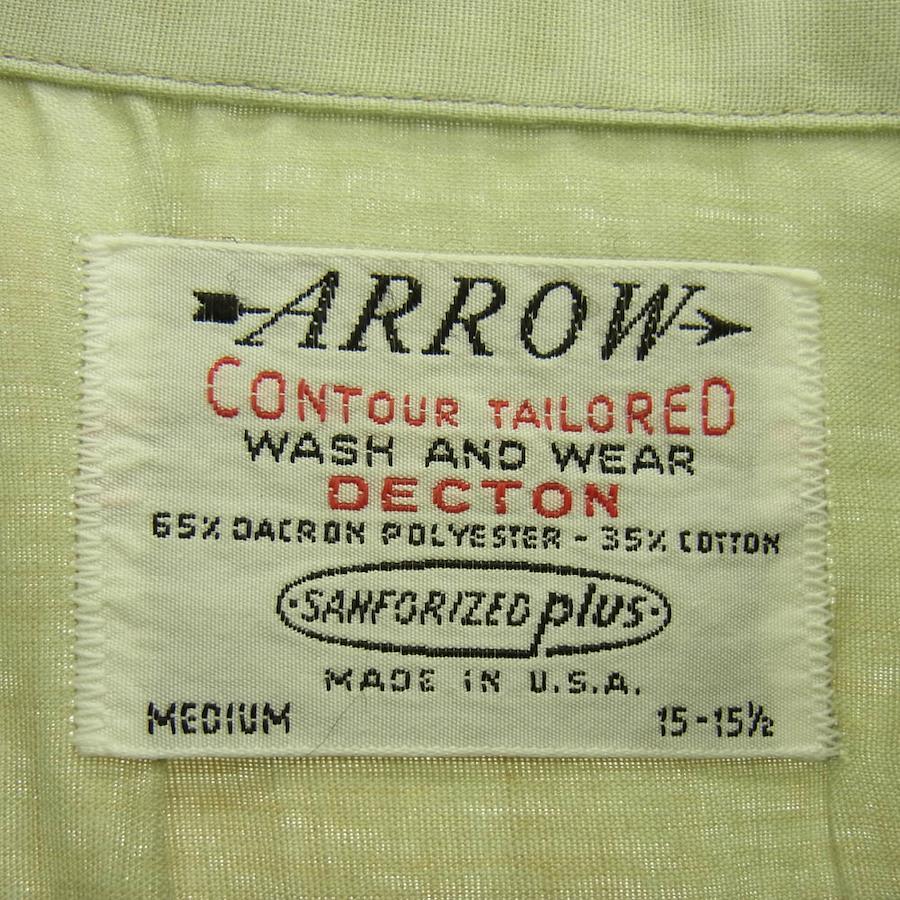 ARROW
CONTOUR TAILORED
WASH AND WEAR
DECTON
65% DACRON POLYESTER - 35% COTTON
·SANFORIZED plus·
MADE IN U.S.A.
MEDIUM 15-15½